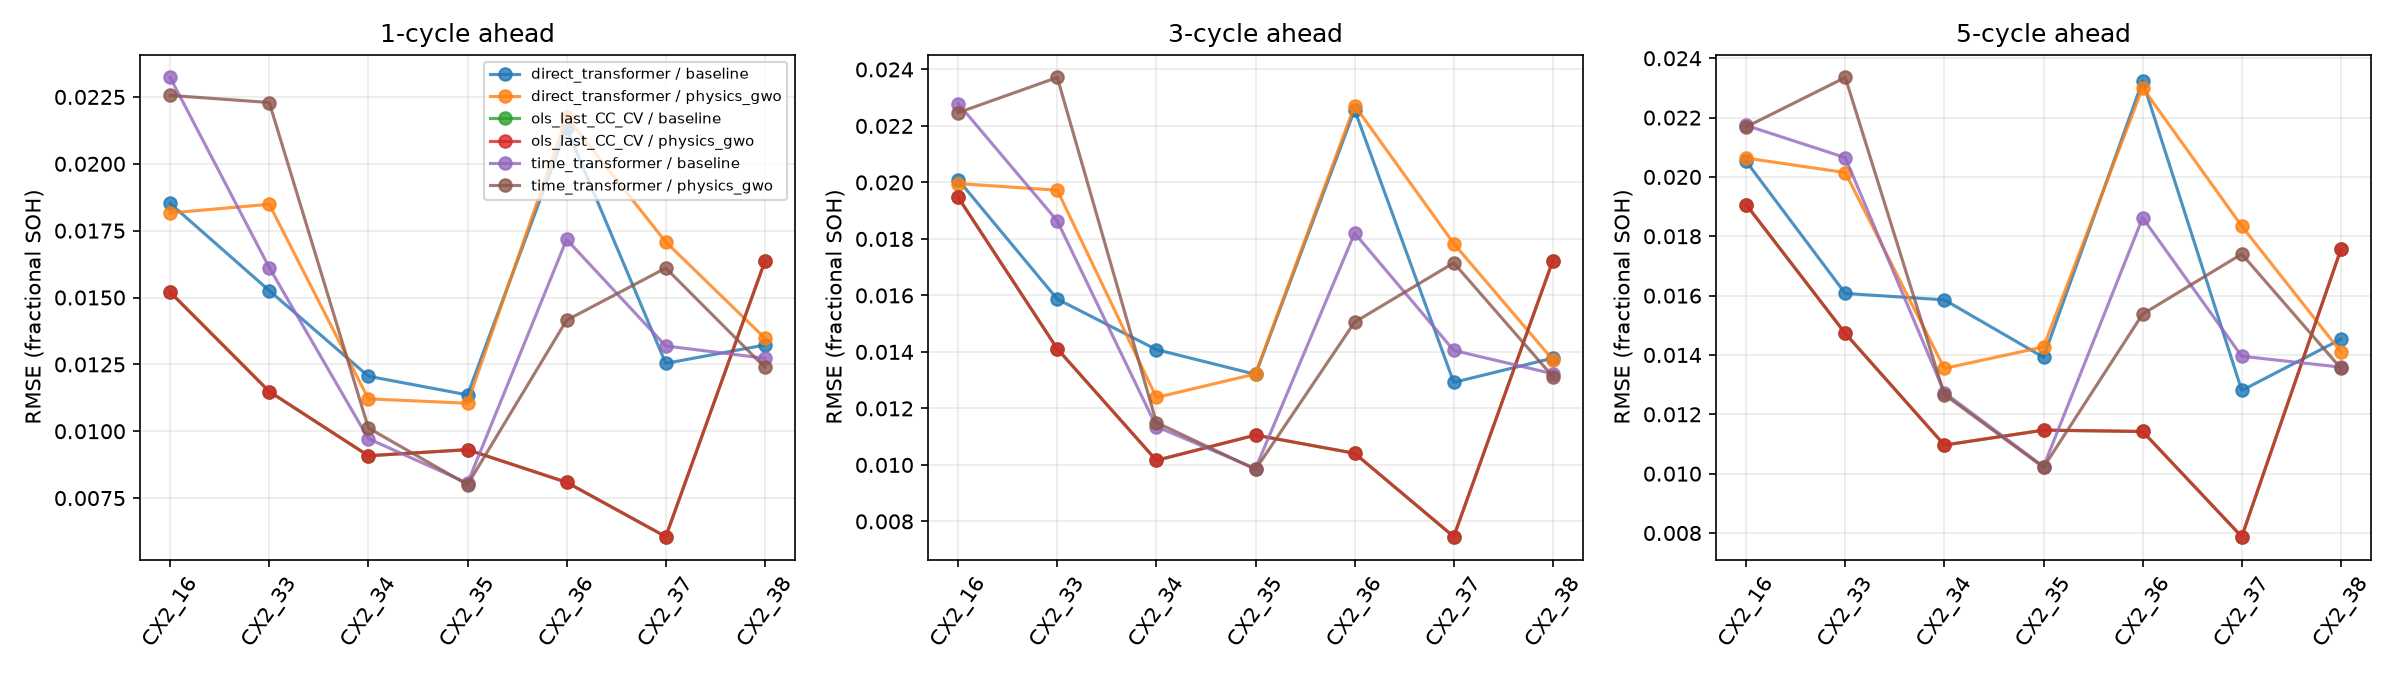 1-cycle ahead
RMSE (fractional SOH)
0.0225
0.0200
0.0175
0.0150
0.0125
0.0100
0.0075
direct_transformer / baseline
direct_transformer / physics_gwo
ols_last_CC_CV / baseline
ols_last_CC_CV / physics_gwo
time_transformer / baseline
time_transformer / physics_gwo
CX2_16
CX2_33
CX2_34
CX2_35
CX2_36
CX2_37
CX2_38
3-cycle ahead
RMSE (fractional SOH)
0.024
0.022
0.020
0.018
0.016
0.014
0.012
0.010
0.008
CX2_16
CX2_33
CX2_34
CX2_35
CX2_36
CX2_37
CX2_38
5-cycle ahead
RMSE (fractional SOH)
0.024
0.022
0.020
0.018
0.016
0.014
0.012
0.010
0.008
CX2_16
CX2_33
CX2_34
CX2_35
CX2_36
CX2_37
CX2_38